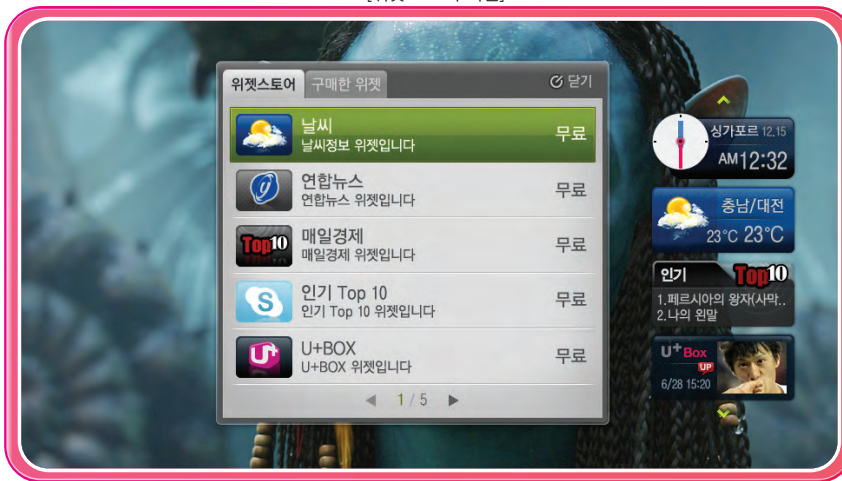 위젯스토어 구매한 위젯 닫기
날씨
날씨정보 위젯입니다
무료
연합뉴스
연합뉴스 위젯입니다
무료
Top10
매일경제
매일경제 위젯입니다
무료
S
인기 Top 10
인기 Top 10 위젯입니다
무료
U+
U+BOX
U+BOX 위젯입니다
무료
1 / 5
싱가포르 12.15
AM12:32
충남/대전
23°C 23°C
인기 Top10
1.페르시아의 왕자(사막..
2.나의 왼말
U+Box
UP
6/28 15:20